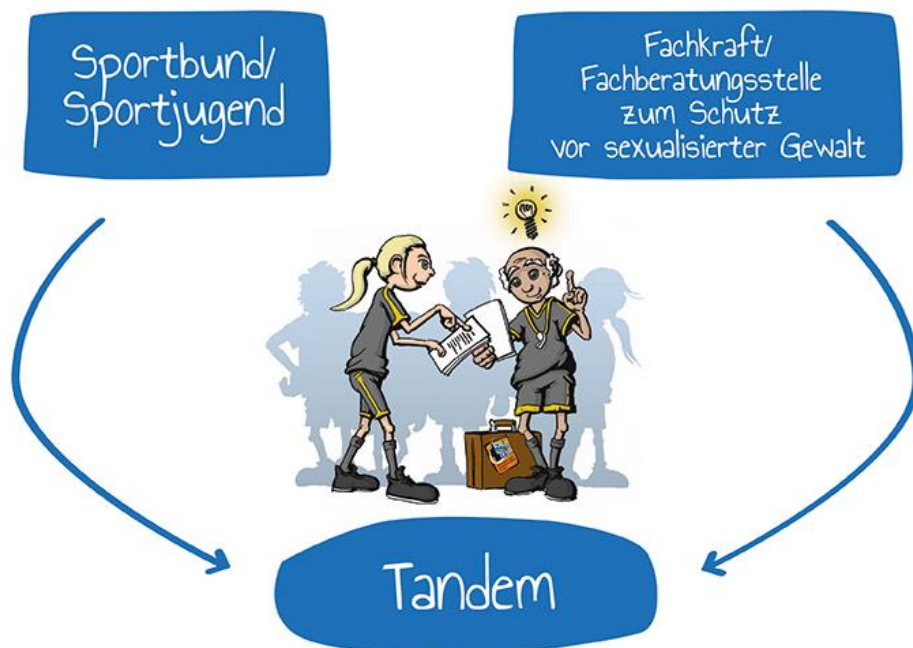 Sportbund/
Sportjugend
Fachkraft/
Fachberatungsstelle
zum Schutz
vor sexualisierter Gewalt
Tandem